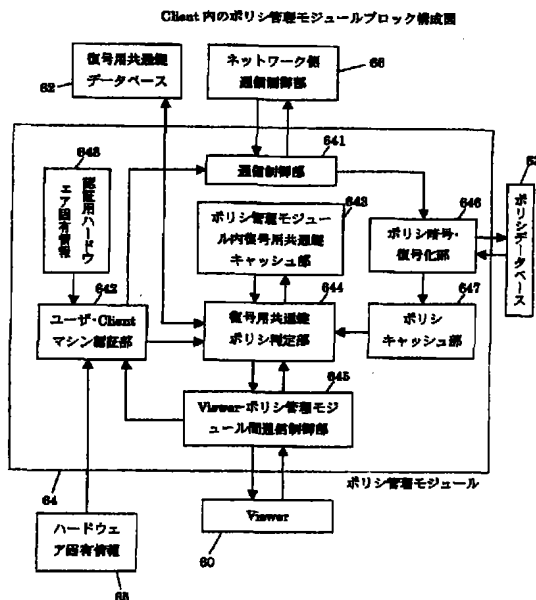 Client 内のポリシ管理モジュールブロック構成図
復号用共通鍵
データベース
62
ネットワーク側
通信制御部
66
641
通信制御部
648
認証用ハードウ
ェア固有情報
643
ポリシ管理モジュー
ル内復号用共通鍵
キャッシュ部
646
ポリシ暗号・
復号化部
ポリシデータベース
642
ユーザ・Client
マシン認証部
644
復号用共通鍵
ポリシ判定部
647
ポリシ
キャッシュ部
645
Viewer-ポリシ管理モジ
ュール間通信制御部
64
ポリシ管理モジュール
ハードウェ
ア固有情報
65
Viewer
60